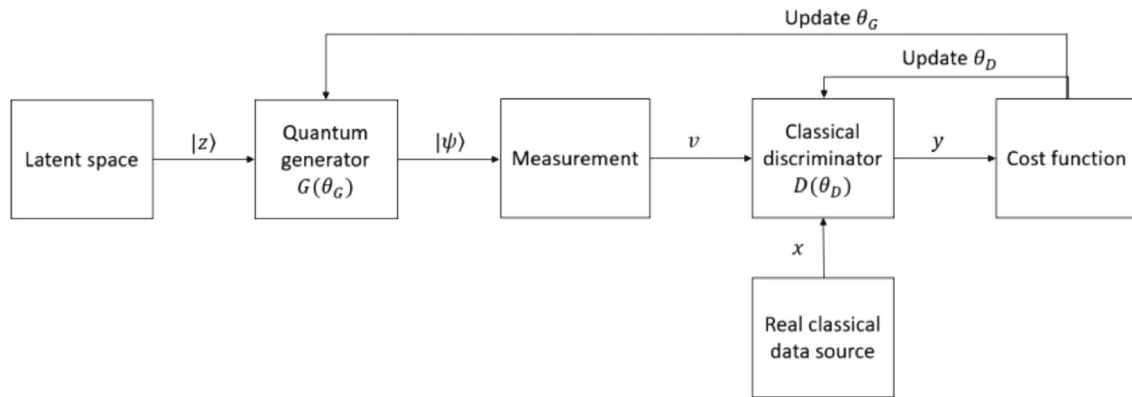 Update θ_G
Update θ_D
Latent space
|z⟩
Quantum
generator
G(θ_G)
|ψ⟩
Measurement
v
Classical
discriminator
D(θ_D)
y
Cost function
x
Real classical
data source